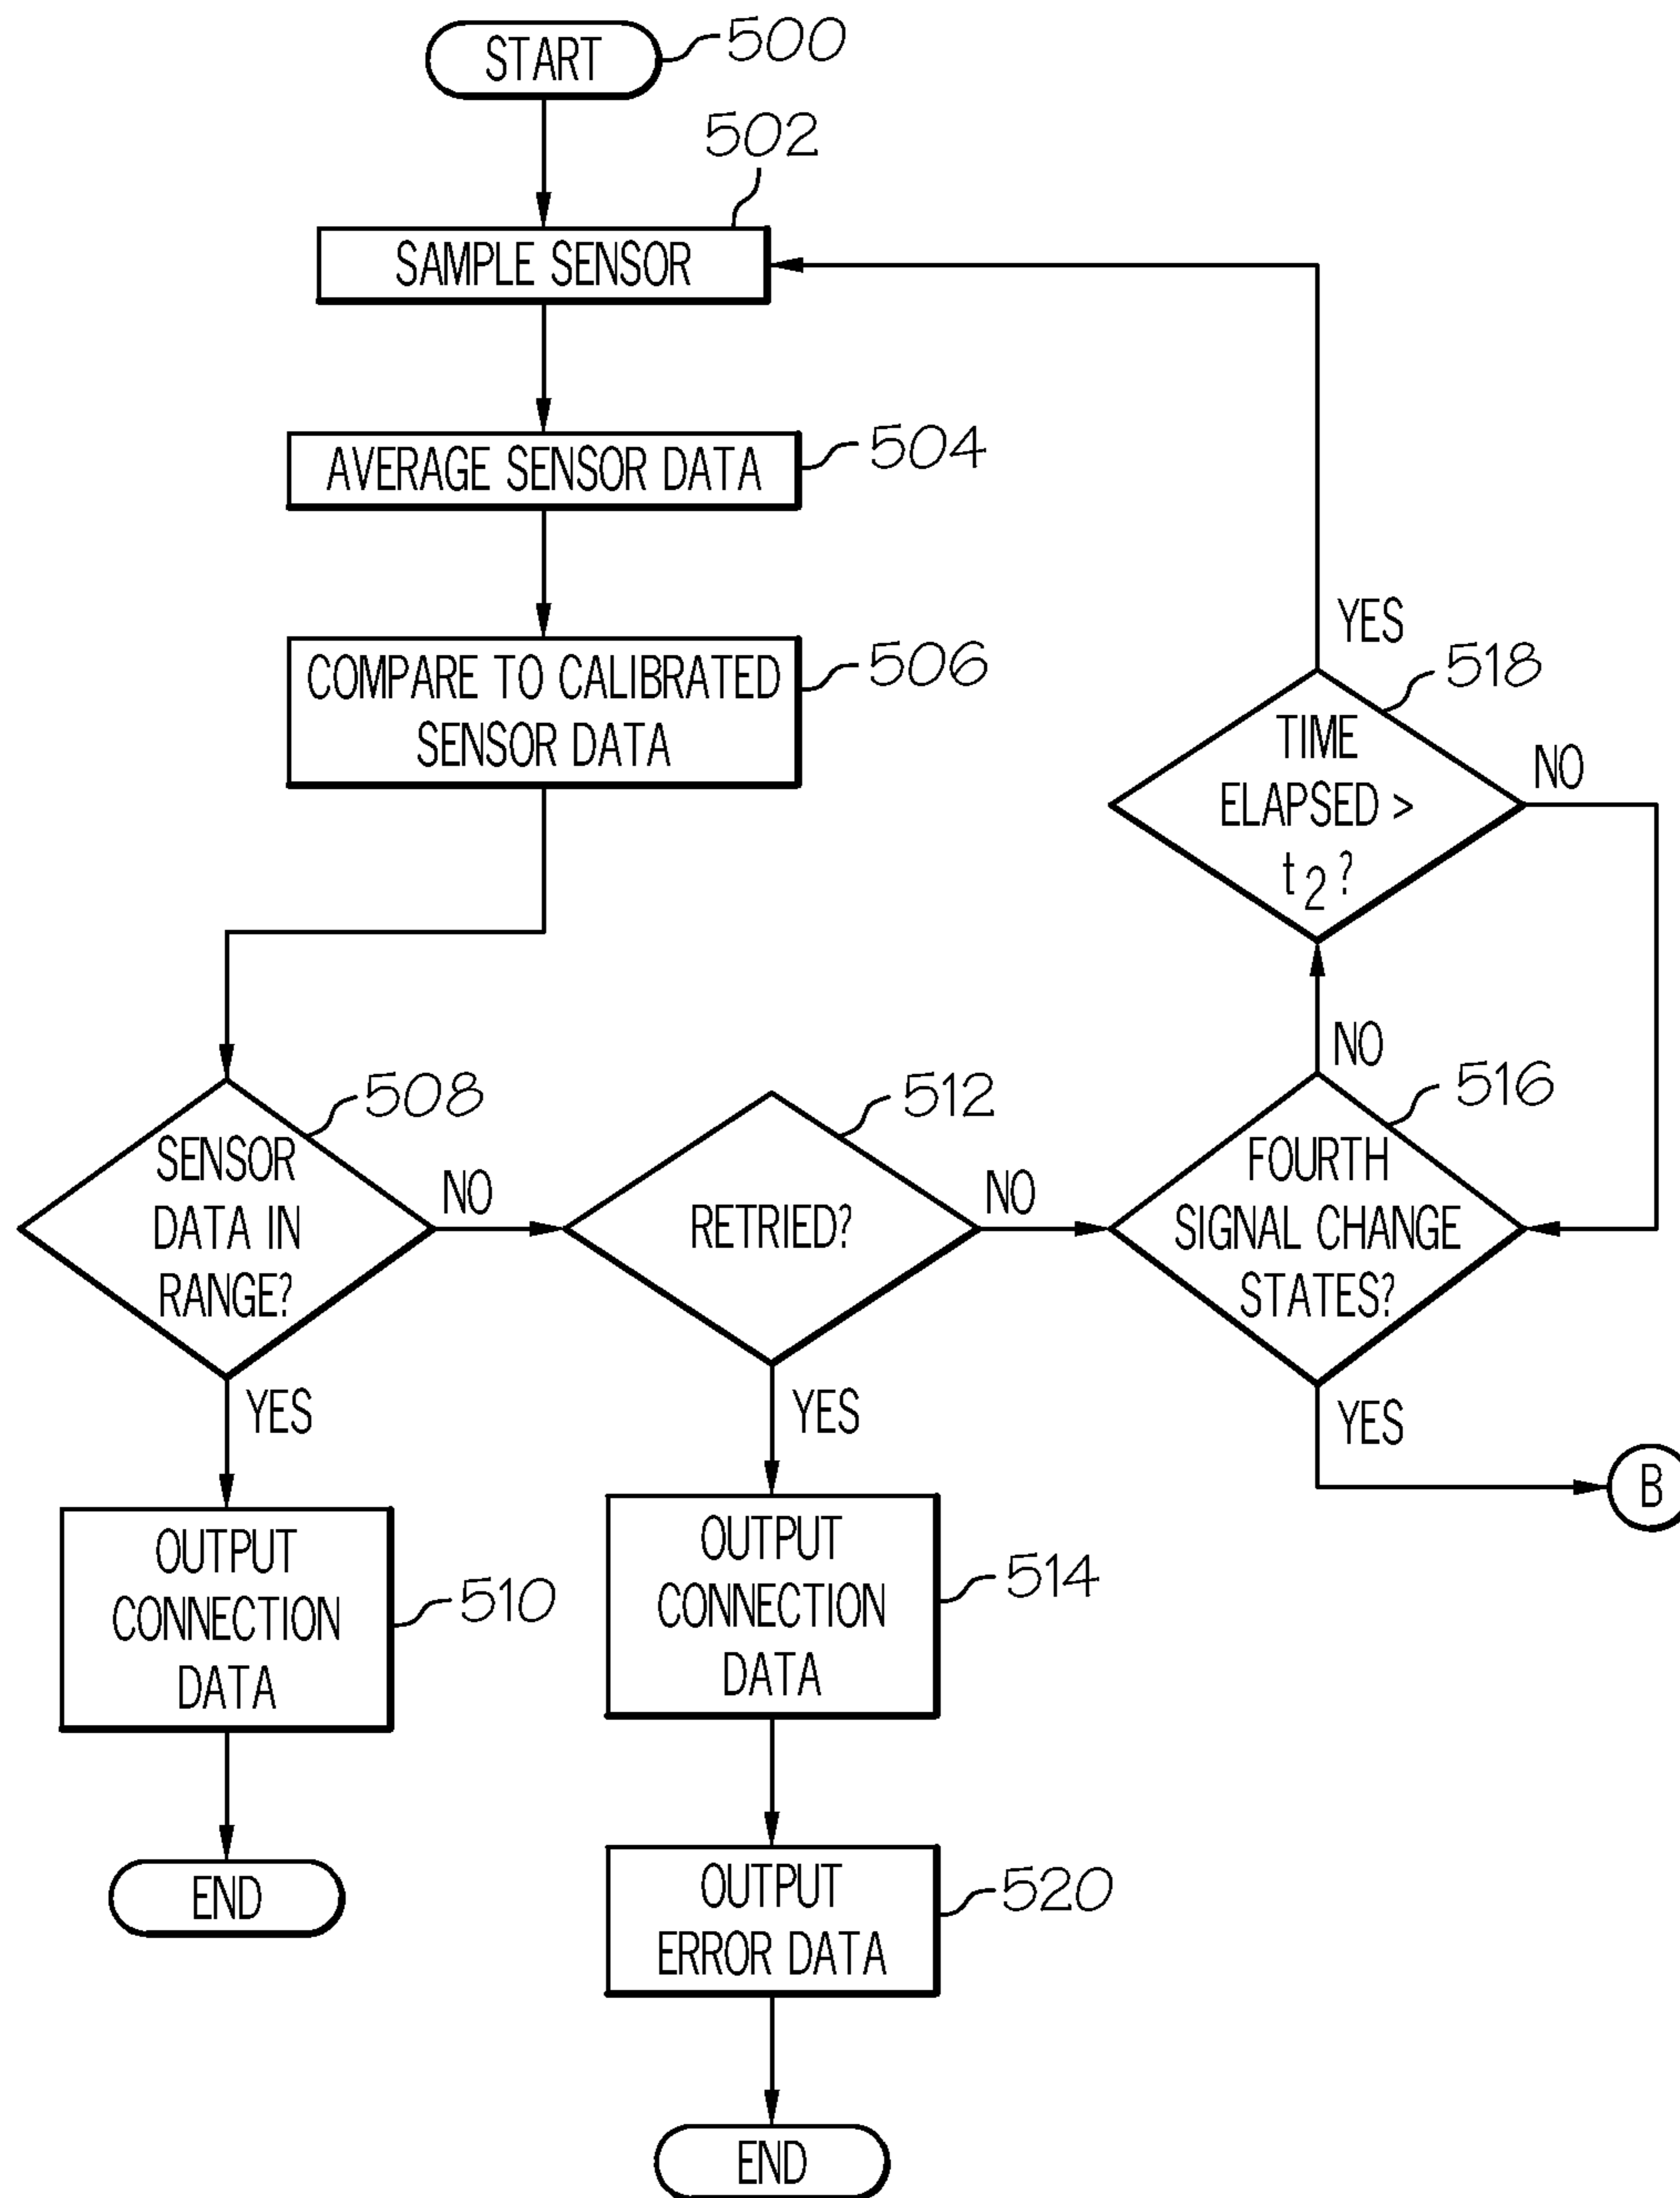 START
500
502
SAMPLE SENSOR
AVERAGE SENSOR DATA
504
COMPARE TO CALIBRATED
SENSOR DATA
506
YES
518
TIME
ELAPSED >
t2?
NO
NO
508
SENSOR
DATA IN
RANGE?
NO
512
RETRIED?
NO
516
FOURTH
SIGNAL CHANGE
STATES?
YES
YES
YES
B
OUTPUT
CONNECTION
DATA
510
OUTPUT
CONNECTION
DATA
514
END
OUTPUT
ERROR DATA
520
END